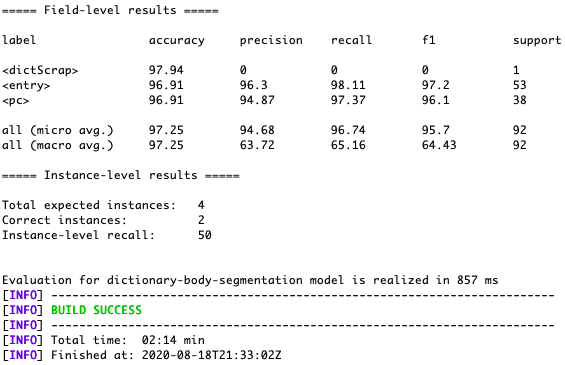 ===== Field-level results =====
label accuracy precision recall f1 support
<dictScrap> 97.94 0 0 0 1
<entry> 96.91 96.3 98.11 97.2 53
<pc> 96.91 94.87 97.37 96.1 38
all (micro avg.) 97.25 94.68 96.74 95.7 92
all (macro avg.) 97.25 63.72 65.16 64.43 92
===== Instance-level results =====
Total expected instances: 4
Correct instances: 2
Instance-level recall: 50
Evaluation for dictionary-body-segmentation model is realized in 857 ms
[INFO] ------------------------------------------------------------------------
[INFO] BUILD SUCCESS
[INFO] ------------------------------------------------------------------------
[INFO] Total time: 02:14 min
[INFO] Finished at: 2020-08-18T21:33:02Z